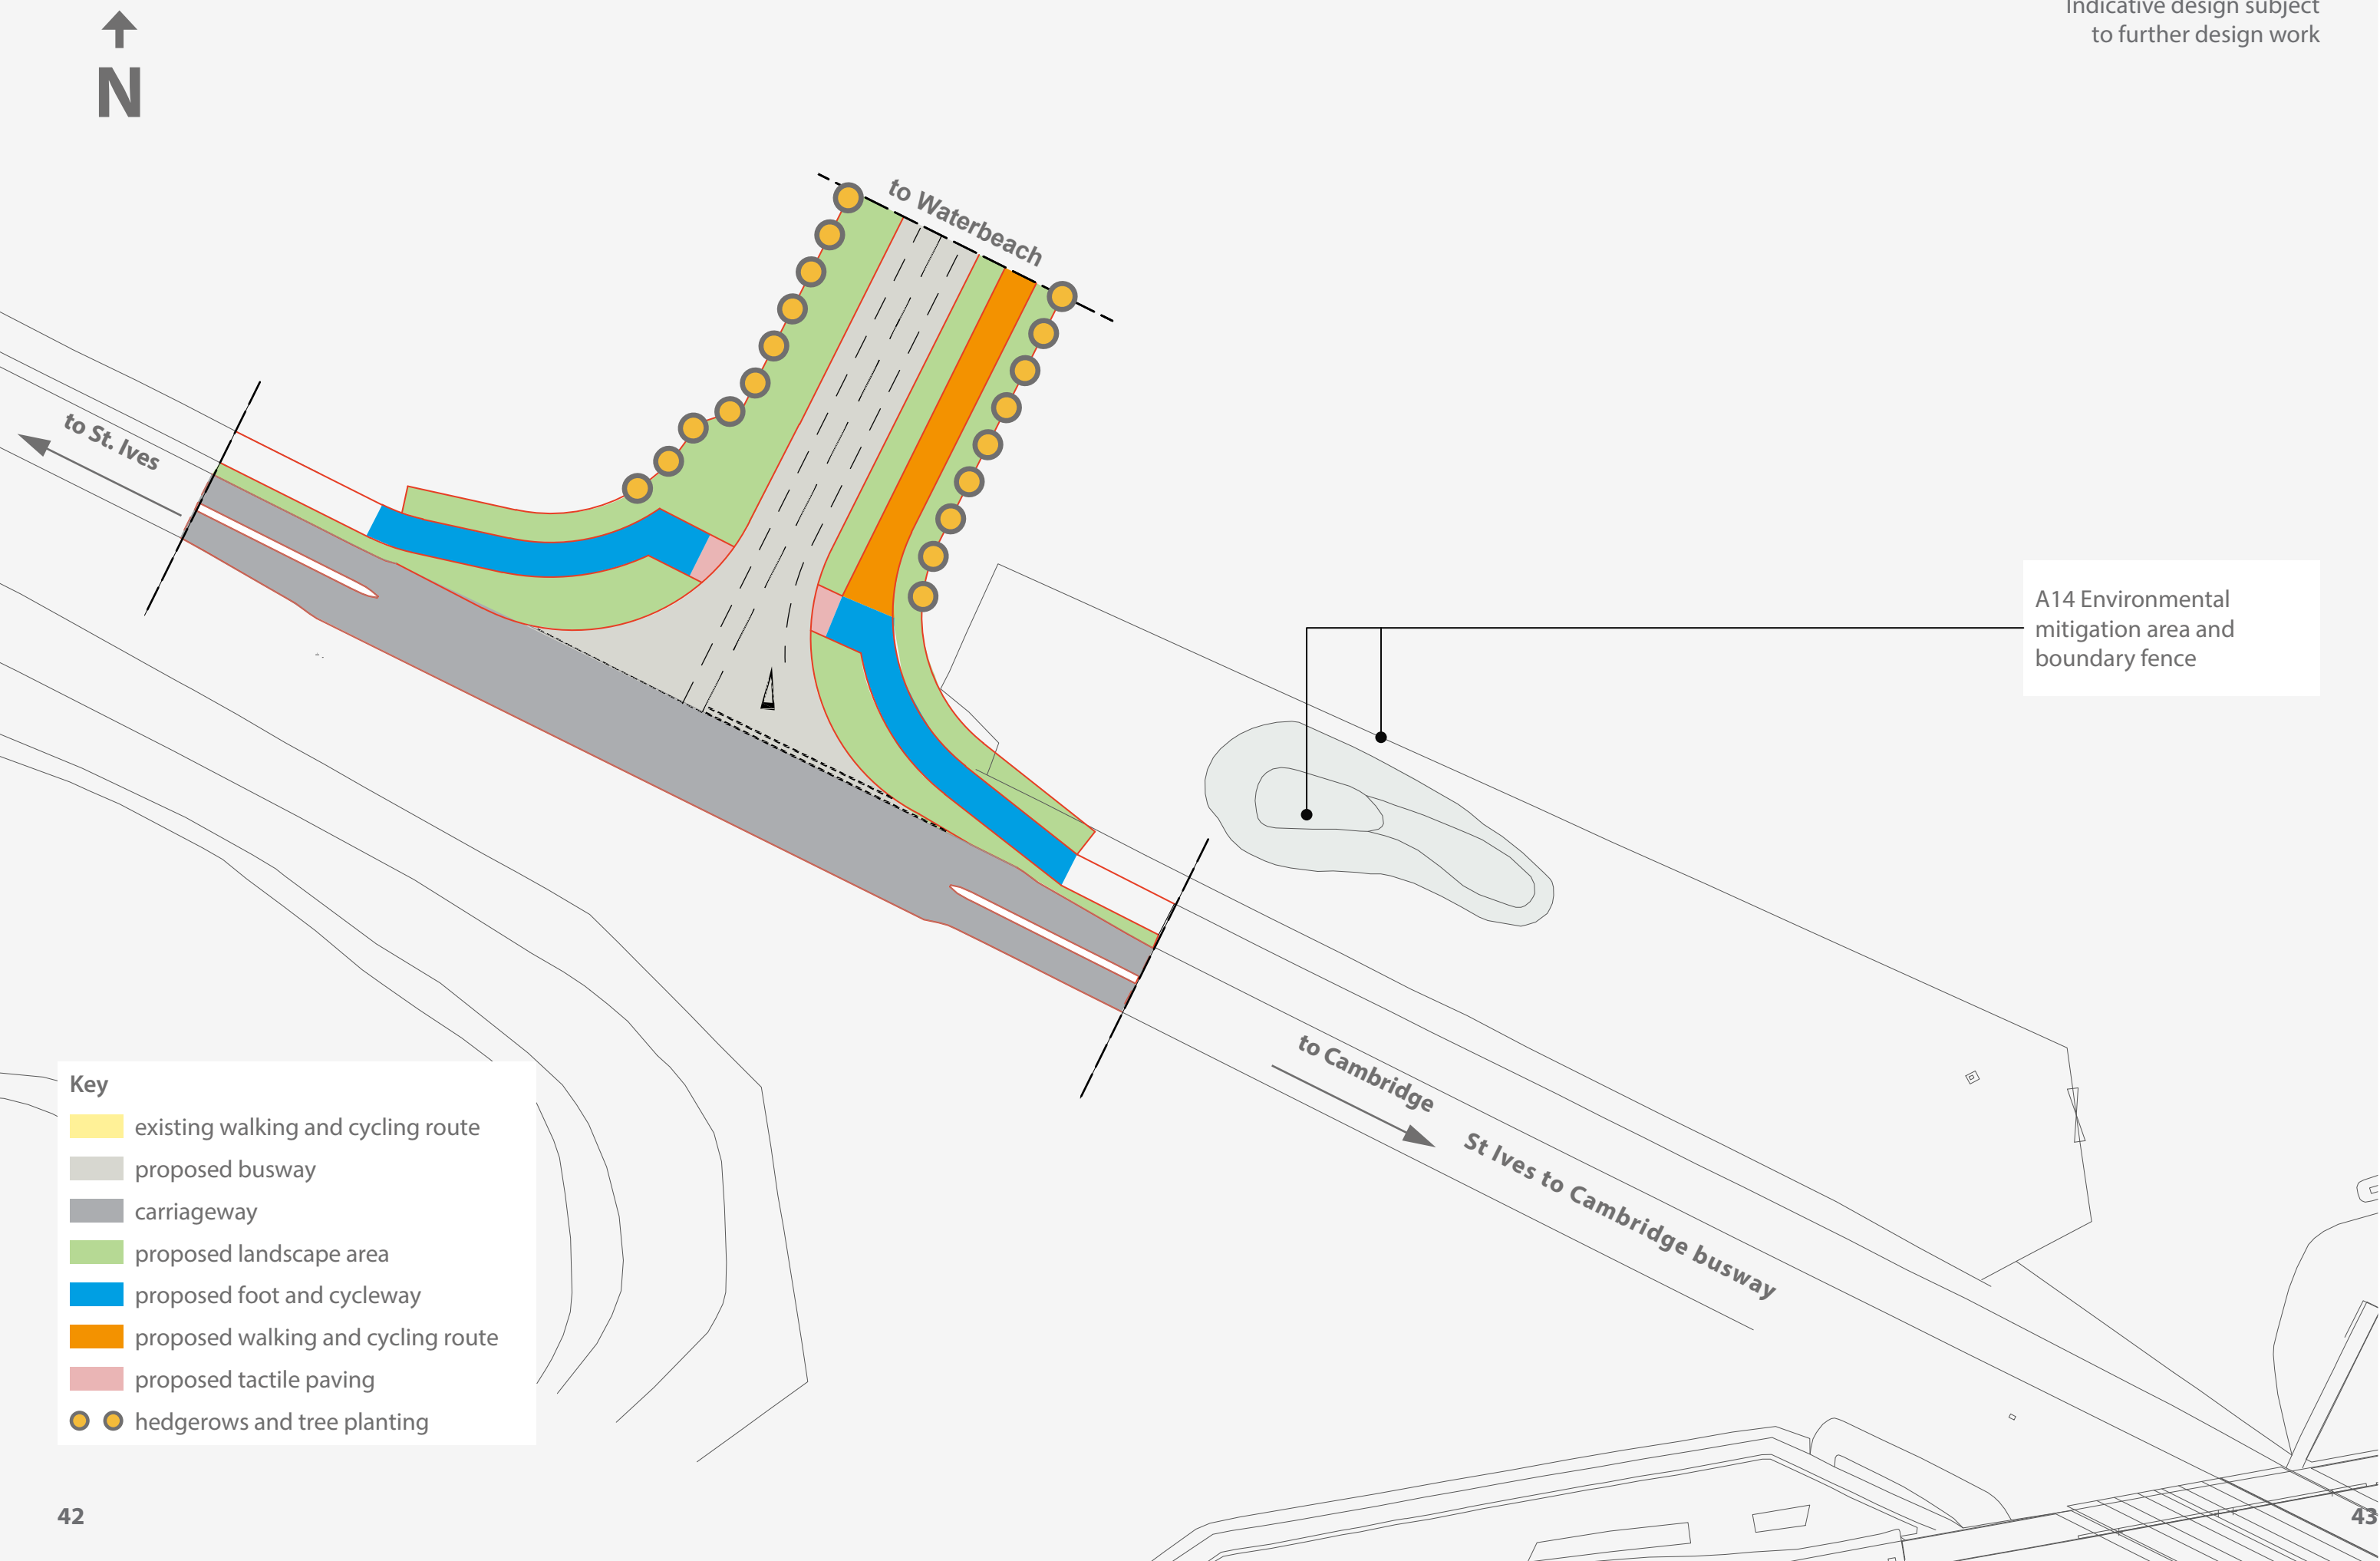 N
Indicative design subject
to further design work
to Waterbeach
to St. Ives
A14 Environmental
mitigation area and
boundary fence
to Cambridge
St Ives to Cambridge busway
Key
existing walking and cycling route
proposed busway
carriageway
proposed landscape area
proposed foot and cycleway
proposed walking and cycling route
proposed tactile paving
hedgerows and tree planting
42
43